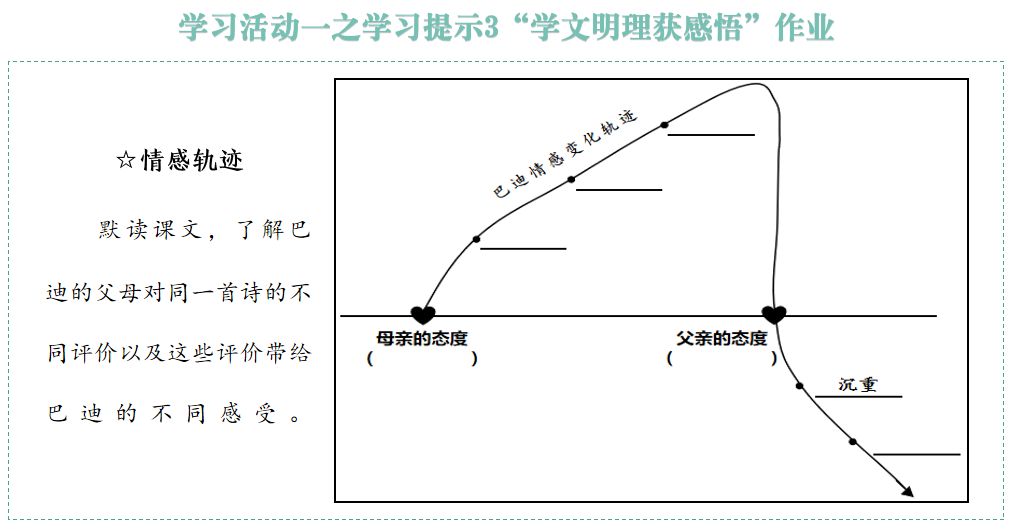 学习活动一之学习提示3“学文明理获感悟”作业
☆情感轨迹
默读课文，了解巴
迪的父母对同一首诗的不
同评价以及这些评价带给
巴迪的不同感受。
巴迪情感变化轨迹
母亲的态度
（ ）
父亲的态度
（ ）
沉重